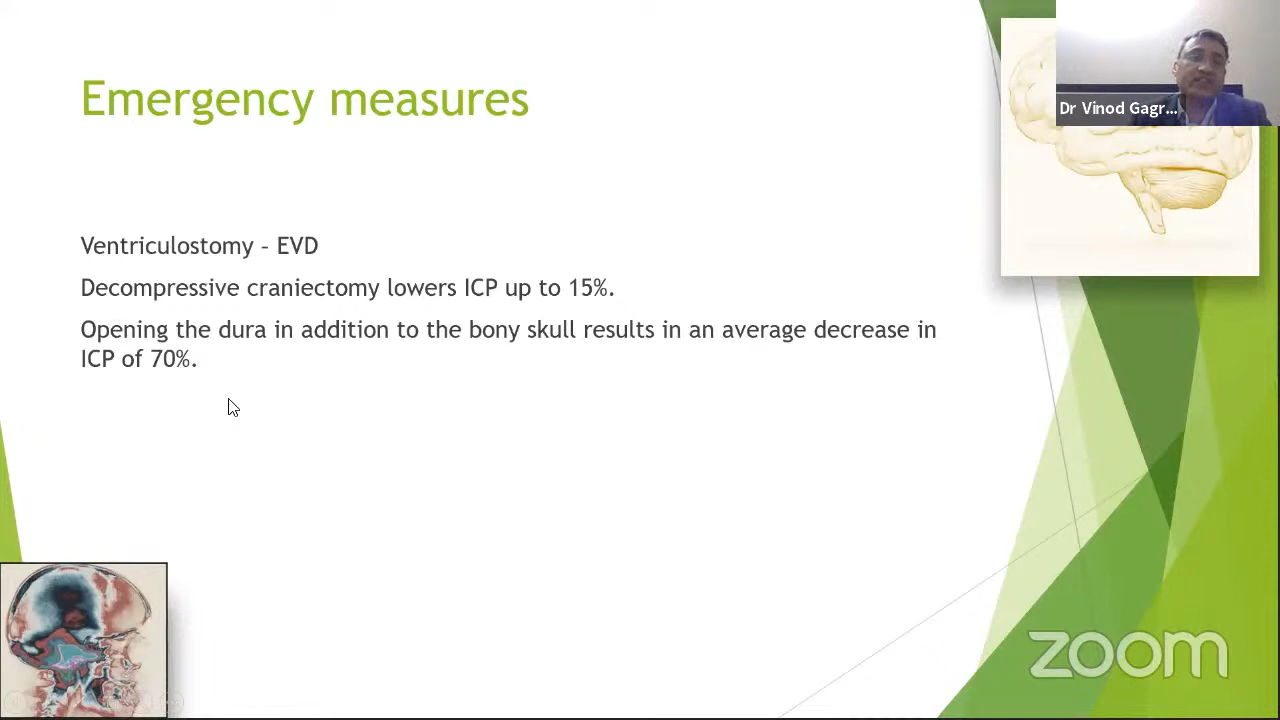 Emergency measures
Dr Vinod Gagr...
Ventriculostomy – EVD
Decompressive craniectomy lowers ICP up to 15%.
Opening the dura in addition to the bony skull results in an average decrease in
ICP of 70%.
zoom